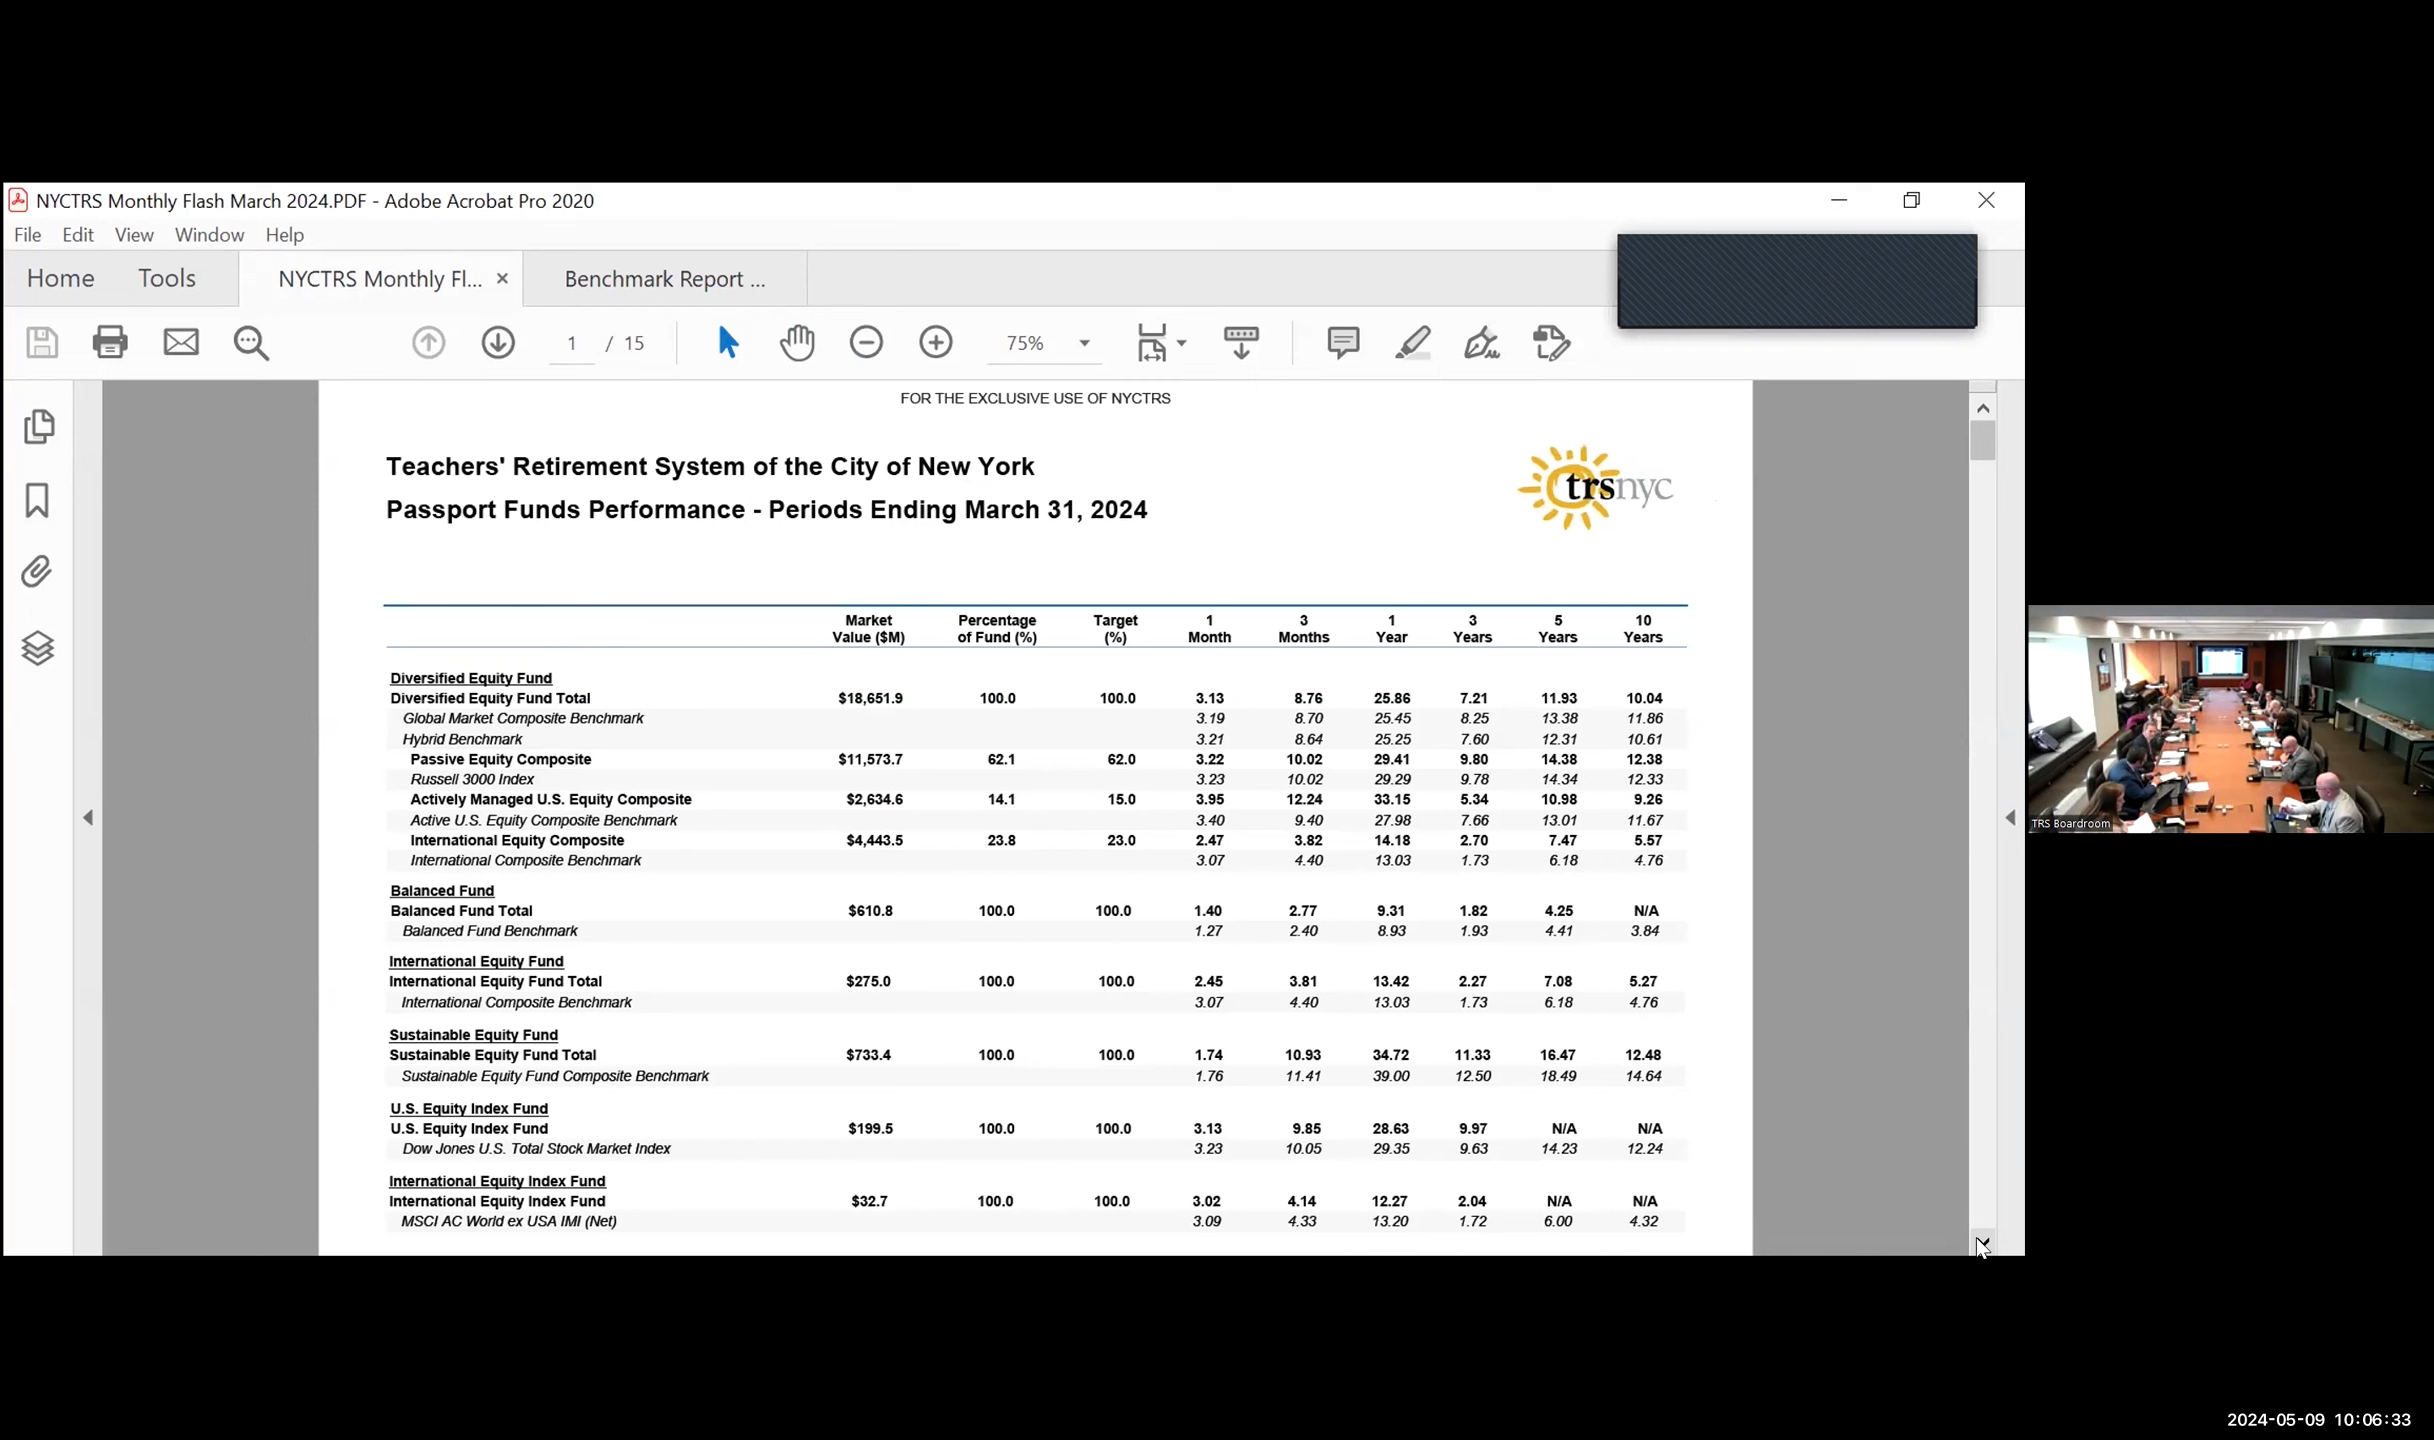 NYCTRS Monthly Flash March 2024.PDF - Adobe Acrobat Pro 2020
File Edit View Window Help
Home Tools NYCTRS Monthly Fl... × Benchmark Report ...
1 / 15 75%
FOR THE EXCLUSIVE USE OF NYCTRS
Teachers' Retirement System of the City of New York
Passport Funds Performance - Periods Ending March 31, 2024
trsnyc
Market Percentage Target 1 3 1 3 5 10
Value ($M) of Fund (%) (%) Month Months Year Years Years Years
Diversified Equity Fund
Diversified Equity Fund Total $18,651.9 100.0 100.0 3.13 8.76 25.86 7.21 11.93 10.04
Global Market Composite Benchmark 3.19 8.70 25.45 8.25 13.38 11.86
Hybrid Benchmark 3.21 8.64 25.25 7.60 12.31 10.61
Passive Equity Composite $11,573.7 62.1 62.0 3.22 10.02 29.41 9.80 14.38 12.38
Russell 3000 Index 3.23 10.02 29.29 9.78 14.34 12.33
Actively Managed U.S. Equity Composite $2,634.6 14.1 15.0 3.95 12.24 33.15 5.34 10.98 9.26
Active U.S. Equity Composite Benchmark 3.40 9.40 27.98 7.66 13.01 11.67
International Equity Composite $4,443.5 23.8 23.0 2.47 3.82 14.18 2.70 7.47 5.57
International Composite Benchmark 3.07 4.40 13.03 1.73 6.18 4.76
Balanced Fund
Balanced Fund Total $610.8 100.0 100.0 1.40 2.77 9.31 1.82 4.25 N/A
Balanced Fund Benchmark 1.27 2.40 8.93 1.93 4.41 3.84
International Equity Fund
International Equity Fund Total $275.0 100.0 100.0 2.45 3.81 13.42 2.27 7.08 5.27
International Composite Benchmark 3.07 4.40 13.03 1.73 6.18 4.76
Sustainable Equity Fund
Sustainable Equity Fund Total $733.4 100.0 100.0 1.74 10.93 34.72 11.33 16.47 12.48
Sustainable Equity Fund Composite Benchmark 1.76 11.41 39.00 12.50 18.49 14.64
U.S. Equity Index Fund
U.S. Equity Index Fund $199.5 100.0 100.0 3.13 9.85 28.63 9.97 N/A N/A
Dow Jones U.S. Total Stock Market Index 3.23 10.05 29.35 9.63 14.23 12.24
International Equity Index Fund
International Equity Index Fund $32.7 100.0 100.0 3.02 4.14 12.27 2.04 N/A N/A
MSCI AC World ex USA IMI (Net) 3.09 4.33 13.20 1.72 6.00 4.32
TRS Boardroom
2024-05-09 10:06:33